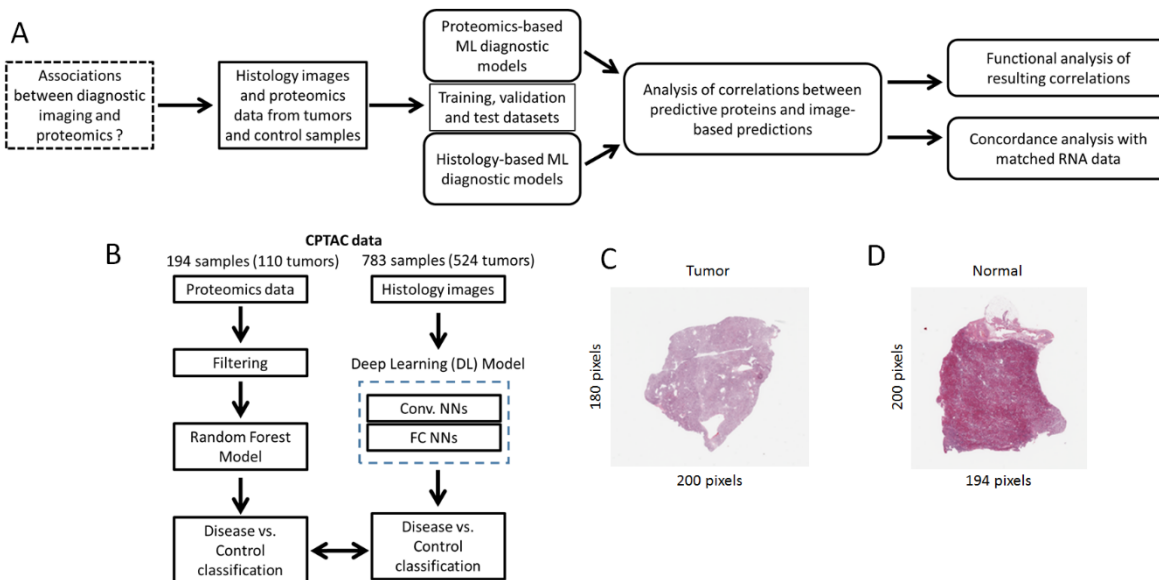 A
Associations
between diagnostic
imaging and
proteomics ?
Histology images
and proteomics
data from tumors
and control samples
Proteomics-based
ML diagnostic
models
Training, validation
and test datasets
Histology-based ML
diagnostic models
Analysis of correlations between
predictive proteins and image-
based predictions
Functional analysis of
resulting correlations
Concordance analysis with
matched RNA data
B
CPTAC data
194 samples (110 tumors)
783 samples (524 tumors)
Proteomics data
Histology images
Filtering
Deep Learning (DL) Model
Conv. NNs
FC NNs
Random Forest
Model
Disease vs.
Control
classification
Disease vs.
Control
classification
C
Tumor
180 pixels
200 pixels
D
Normal
200 pixels
194 pixels